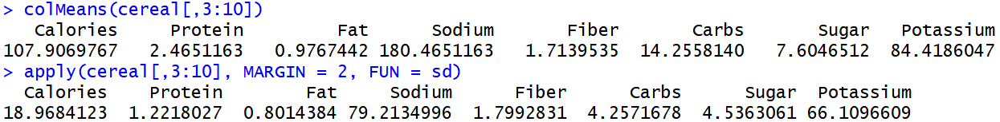 > colMeans(cereal[,3:10])
Calories Protein Fat Sodium Fiber Carbs Sugar Potassium
107.9069767 2.4651163 0.9767442 180.4651163 1.7139535 14.2558140 7.6046512 84.4186047
> apply(cereal[,3:10], MARGIN = 2, FUN = sd)
Calories Protein Fat Sodium Fiber Carbs Sugar Potassium
18.9684123 1.2218027 0.8014384 79.2134996 1.7992831 4.2571678 4.5363061 66.1096609